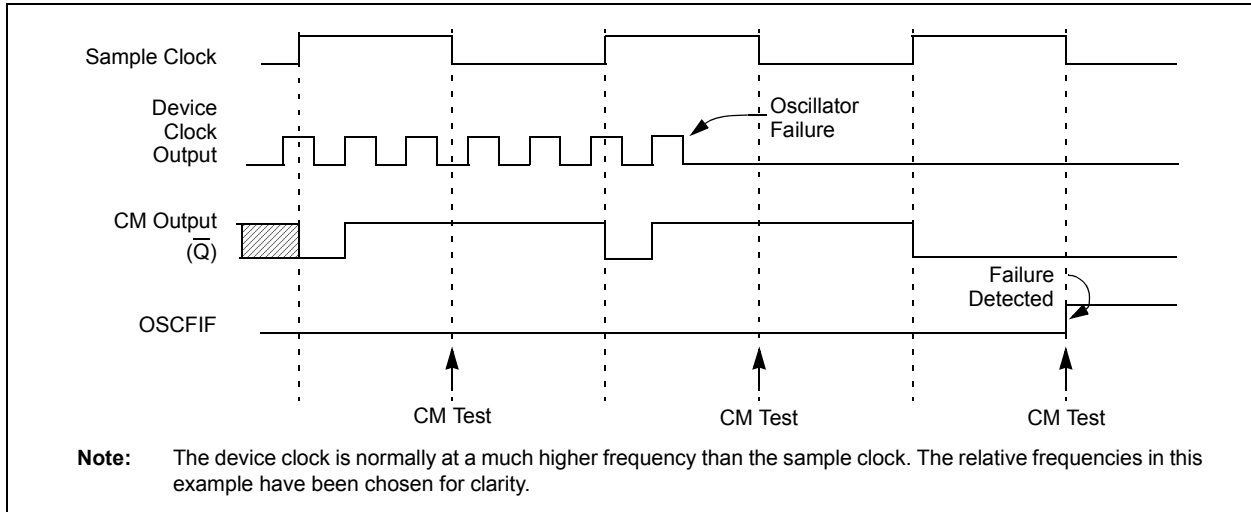 Sample Clock
Device
Clock
Output
Oscillator
Failure
CM Output
(Q̅)
Failure
Detected
OSCFIF
CM Test
CM Test
CM Test
Note: The device clock is normally at a much higher frequency than the sample clock. The relative frequencies in this
example have been chosen for clarity.